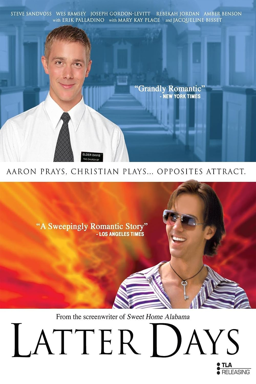 STEVE SANDVOSS WES RAMSEY JOSEPH GORDON LEVITT REBEKAH JORDAN AMBER BENSON
with ERIK PALLADINO with MARY KAY PLACE and JACQUELINE BISSET
"Grandly Romantic"
- NEW YORK TIMES
AARON PRAYS, CHRISTIAN PLAYS... OPPOSITES ATTRACT.
"A Sweepingly Romantic Story"
- LOS ANGELES TIMES
From the screenwriter of Sweet Home Alabama
LATTER DAYS
TLA
RELEASING